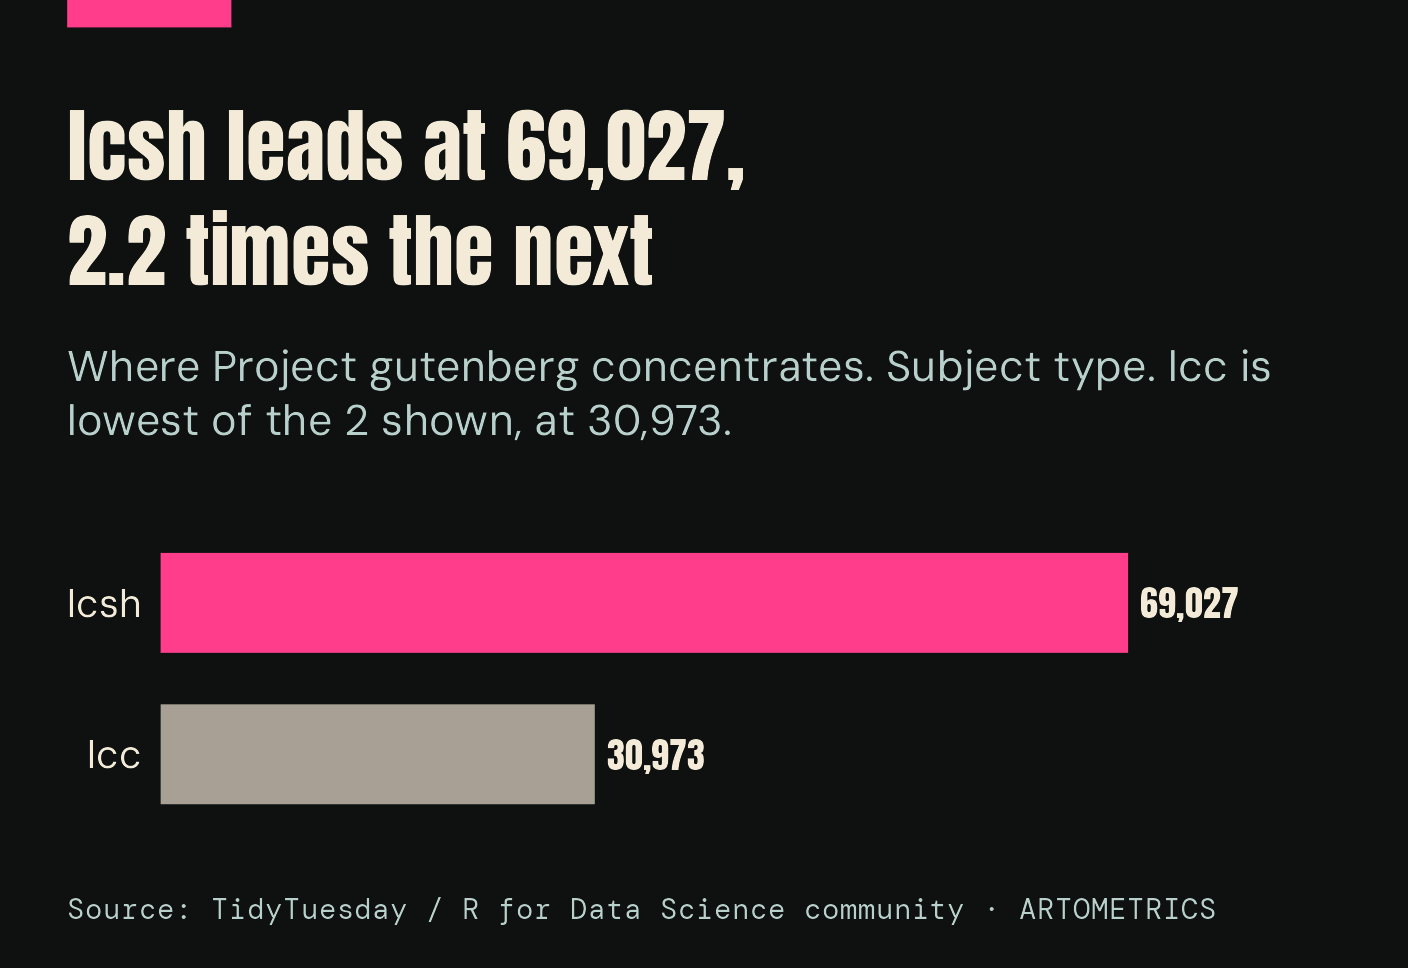 lcsh leads at 69,027,
2.2 times the next
Where Project gutenberg concentrates. Subject type. lcc is
lowest of the 2 shown, at 30,973.
lcsh
69,027
lcc
30,973
Source: TidyTuesday / R for Data Science community · ARTOMETRICS